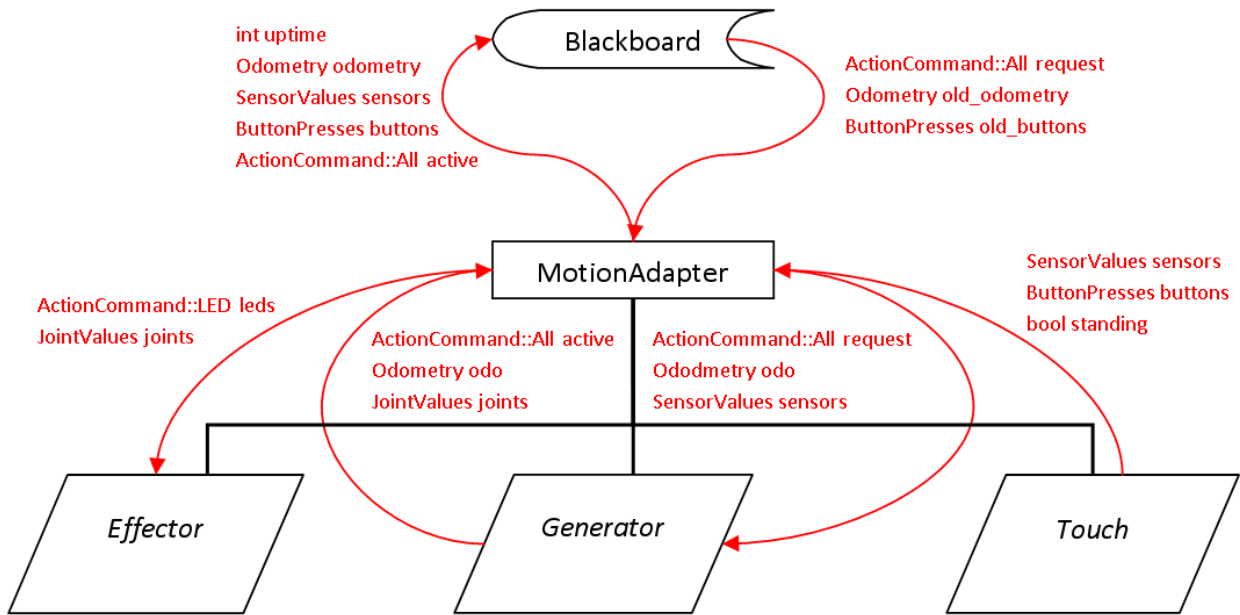 Blackboard
int uptime
Odometry odometry
SensorValues sensors
ButtonPresses buttons
ActionCommand::All active
ActionCommand::All request
Odometry old_odometry
ButtonPresses old_buttons
MotionAdapter
ActionCommand::LED leds
JointValues joints
ActionCommand::All active
Odometry odo
JointValues joints
ActionCommand::All request
Ododmetry odo
SensorValues sensors
SensorValues sensors
ButtonPresses buttons
bool standing
Effector
Generator
Touch